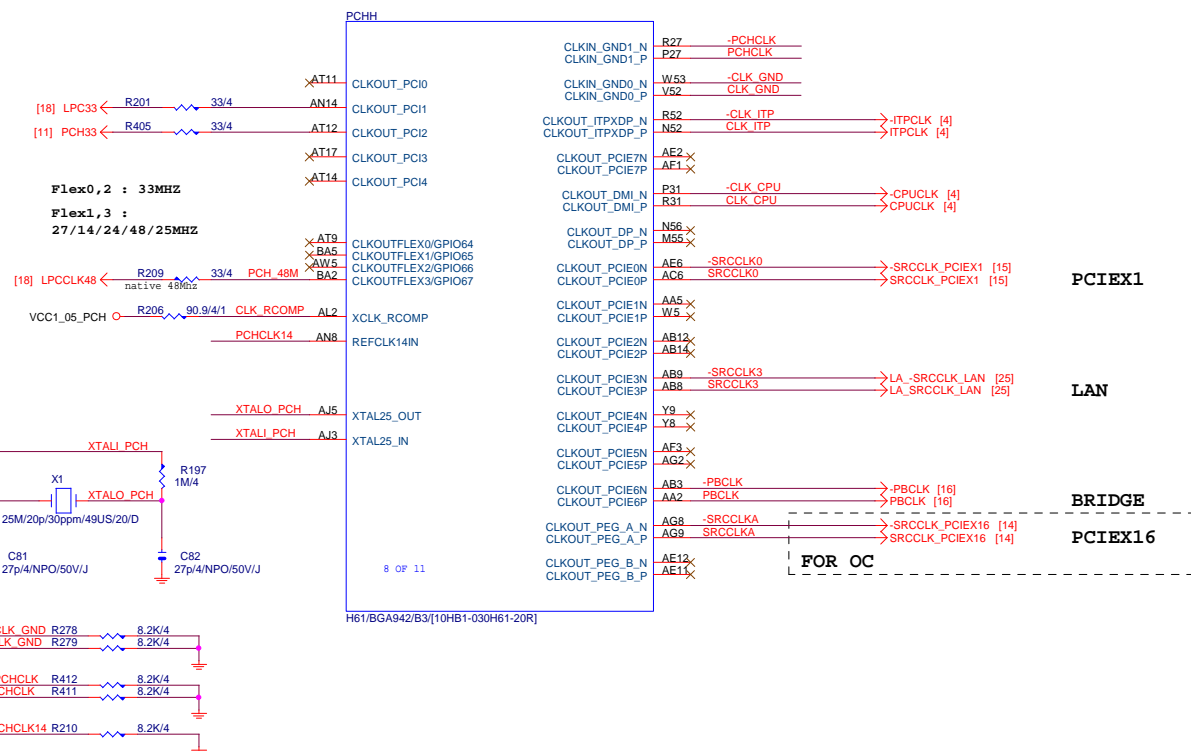 PCHH
CLKIN_GND1_N R27 -PCHCLK
CLKIN_GND1_P P27 PCHCLK
AT11 CLKOUT_PCI0
CLKIN_GND0_N W53 -CLK_GND
CLKIN_GND0_P V52 CLK_GND
[18] LPC33 R201 33/4 AN14 CLKOUT_PCI1
CLKOUT_ITPXDP_N R52 -CLK_ITP -ITPCLK [4]
CLKOUT_ITPXDP_P N52 CLK_ITP ITPCLK [4]
[11] PCH33 R405 33/4 AT12 CLKOUT_PCI2
AT17 CLKOUT_PCI3
CLKOUT_PCIE7N AE2
CLKOUT_PCIE7P AF1
AT14 CLKOUT_PCI4
Flex0,2 : 33MHZ
CLKOUT_DMI_N P31 -CLK_CPU -CPUCLK [4]
CLKOUT_DMI_P R31 CLK_CPU CPUCLK [4]
Flex1,3 :
27/14/24/48/25MHZ
CLKOUT_DP_N N56
CLKOUT_DP_P M55
AT9 CLKOUTFLEX0/GPIO64
BA5 CLKOUTFLEX1/GPIO65
AW5 CLKOUTFLEX2/GPIO66
[18] LPCCLK48 R209 33/4 PCH_48M BA2 CLKOUTFLEX3/GPIO67
native 48Mhz
CLKOUT_PCIE0N AE6 -SRCCLK0 -SRCCLK_PCIEX1 [15]
CLKOUT_PCIE0P AC6 SRCCLK0 SRCCLK_PCIEX1 [15]
PCIEX1
CLKOUT_PCIE1N AA5
CLKOUT_PCIE1P W5
VCC1_05_PCH R206 90.9/4/1 CLK_RCOMP AL2 XCLK_RCOMP
PCHCLK14 AN8 REFCLK14IN
CLKOUT_PCIE2N AB12
CLKOUT_PCIE2P AB14
CLKOUT_PCIE3N AB9 -SRCCLK3 LA_-SRCCLK_LAN [25]
CLKOUT_PCIE3P AB8 SRCCLK3 LA_SRCCLK_LAN [25]
LAN
XTALO_PCH AJ5 XTAL25_OUT
CLKOUT_PCIE4N Y9
CLKOUT_PCIE4P Y8
XTALI_PCH AJ3 XTAL25_IN
CLKOUT_PCIE5N AF3
CLKOUT_PCIE5P AG2
XTALI_PCH
R197
1M/4
X1
XTALO_PCH
25M/20p/30ppm/49US/20/D
CLKOUT_PCIE6N AB3 -PBCLK -PBCLK [16]
CLKOUT_PCIE6P AA2 PBCLK PBCLK [16]
BRIDGE
CLKOUT_PEG_A_N AG8 -SRCCLKA -SRCCLK_PCIEX16 [14]
CLKOUT_PEG_A_P AG9 SRCCLKA SRCCLK_PCIEX16 [14]
PCIEX16
FOR OC
CLKOUT_PEG_B_N AE12
CLKOUT_PEG_B_P AE11
C81
27p/4/NPO/50V/J
C82
27p/4/NPO/50V/J
8 OF 11
H61/BGA942/B3/[10HB1-030H61-20R]
LK_GND R278 8.2K/4
LK_GND R279 8.2K/4
PCHCLK R412 8.2K/4
CHCLK R411 8.2K/4
CHCLK14 R210 8.2K/4